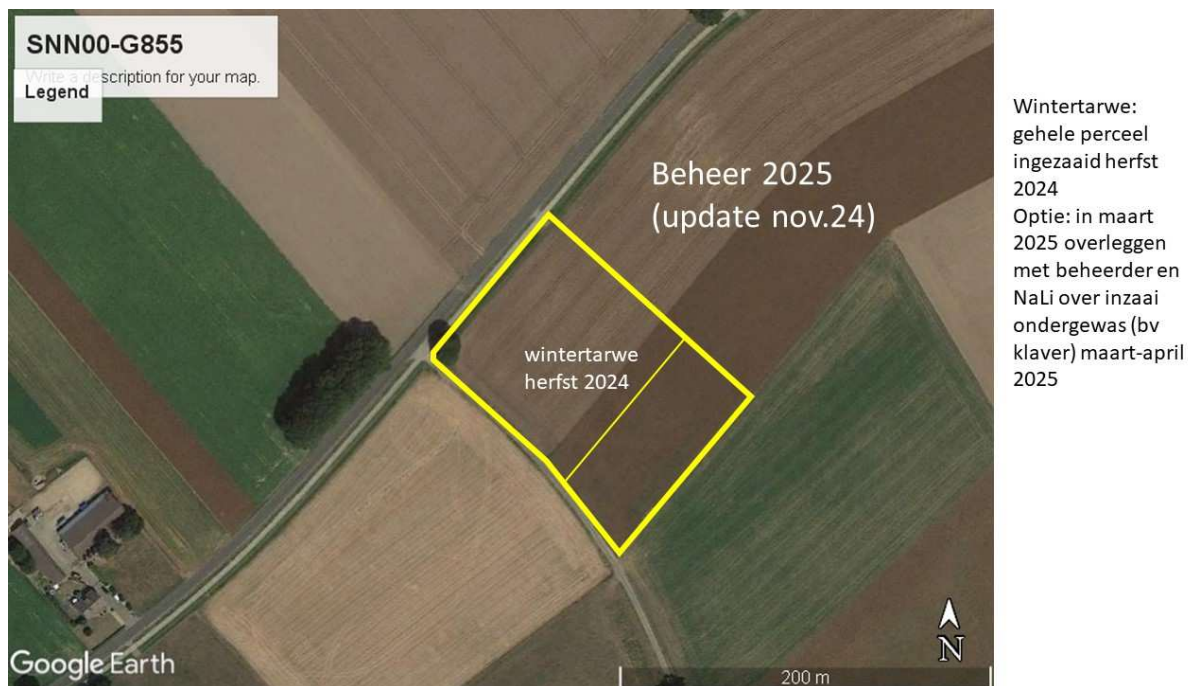 SNN00-G855
Write a description for your map.
Legend
Beheer 2025
(update nov.24)
wintertarwe
herfst 2024
Wintertarwe:
gehele perceel
ingezaaid herfst
2024
Optie: in maart
2025 overleggen
met beheerder en
NaLi over inzaai
ondergewas (bv
klaver) maart-april
2025
N
Google Earth
200 m